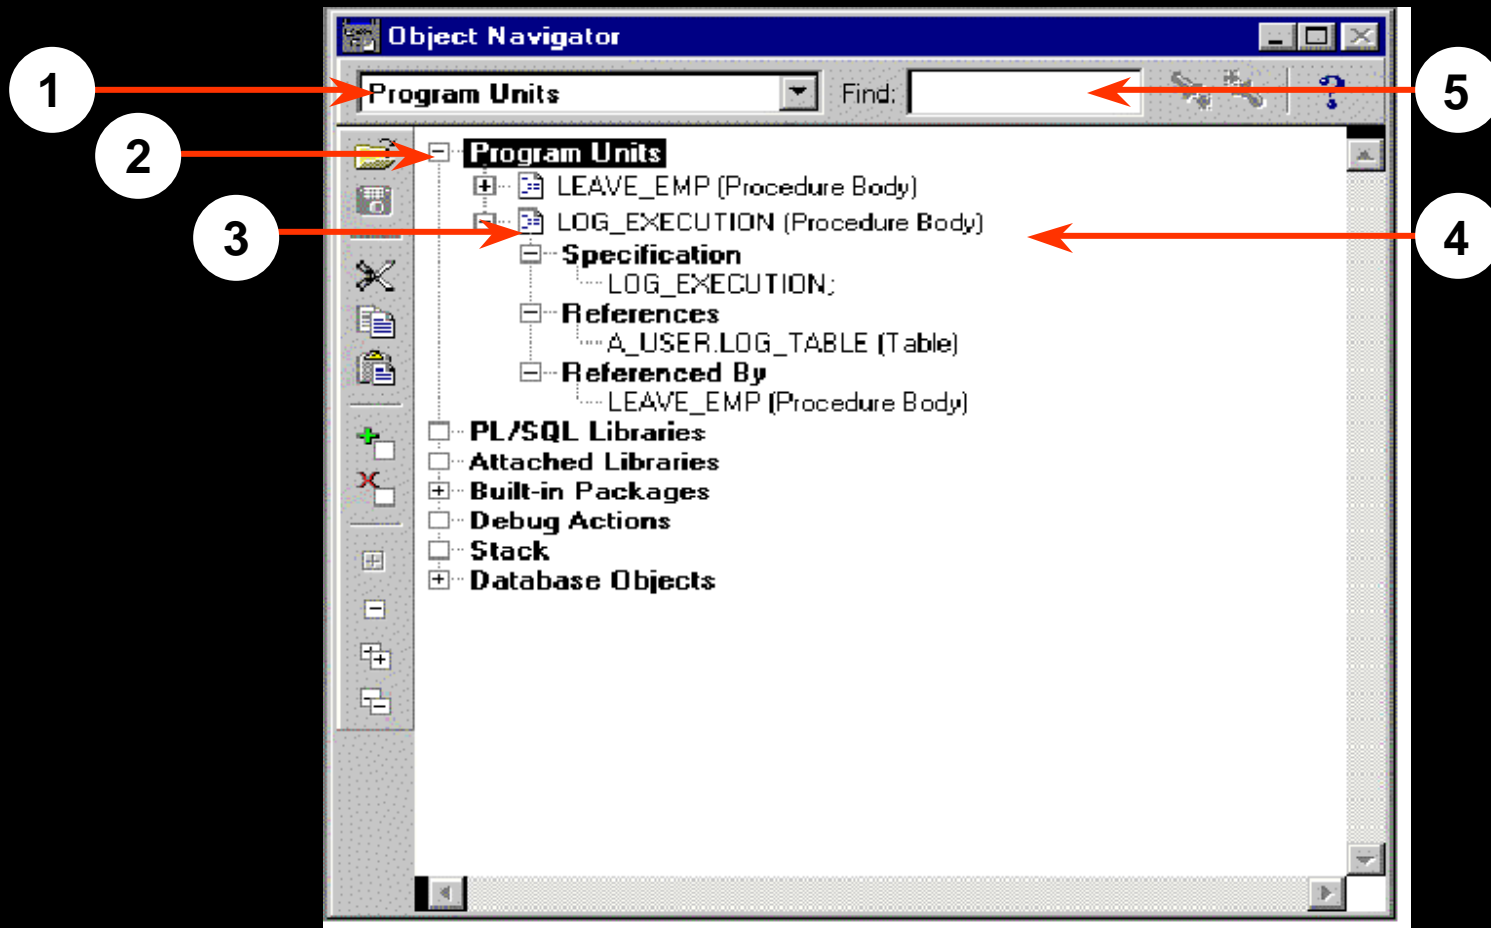 Object Navigator
1
Program Units
Find:
5
2
Program Units
LEAVE_EMP (Procedure Body)
3
LOG_EXECUTION (Procedure Body)
4
Specification
LOG_EXECUTION;
References
A_USER.LOG_TABLE (Table)
Referenced By
LEAVE_EMP (Procedure Body)
PL/SQL Libraries
Attached Libraries
Built-in Packages
Debug Actions
Stack
Database Objects